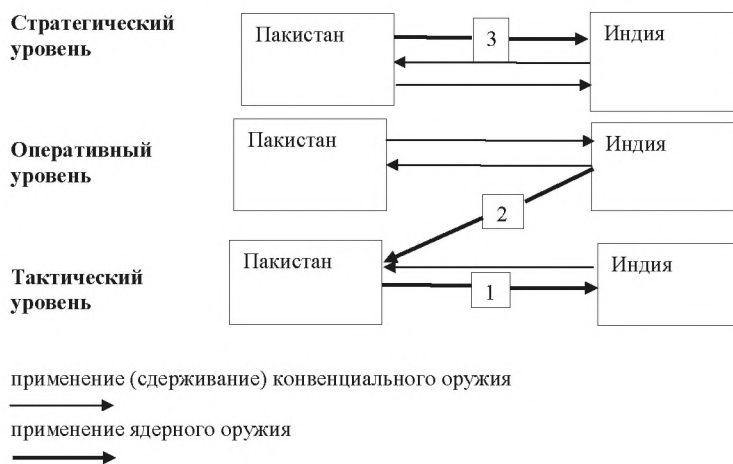 Стратегический
уровень
Пакистан
3
Индия
Оперативный
уровень
Пакистан
Индия
2
Тактический
уровень
Пакистан
1
Индия
применение (сдерживание) конвенциального оружия
применение ядерного оружия